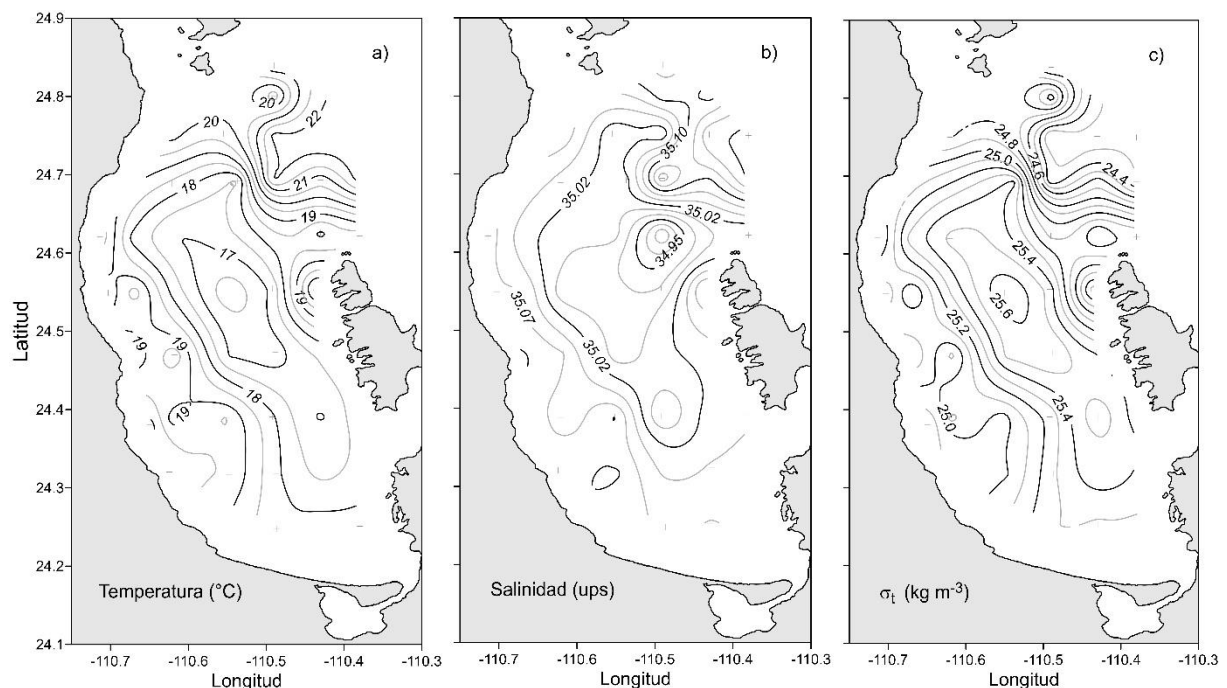 a)
b)
c)
24.9
24.8
24.7
24.6
24.5
24.4
24.3
24.2
24.1
Latitud
20
20
22
18
21
19
17
19
19
19
18
19
Temperatura (°C)
-110.7 -110.6 -110.5 -110.4 -110.3
Longitud
35.10
35.02
35.02
34.95
35.07
35.02
Salinidad (ups)
-110.7 -110.6 -110.5 -110.4 -110.3
Longitud
24.8
25.0
24.6
24.4
25.4
25.6
25.2
25.4
25.0
σt (kg m-3)
-110.7 -110.6 -110.5 -110.4 -110.3
Longitud